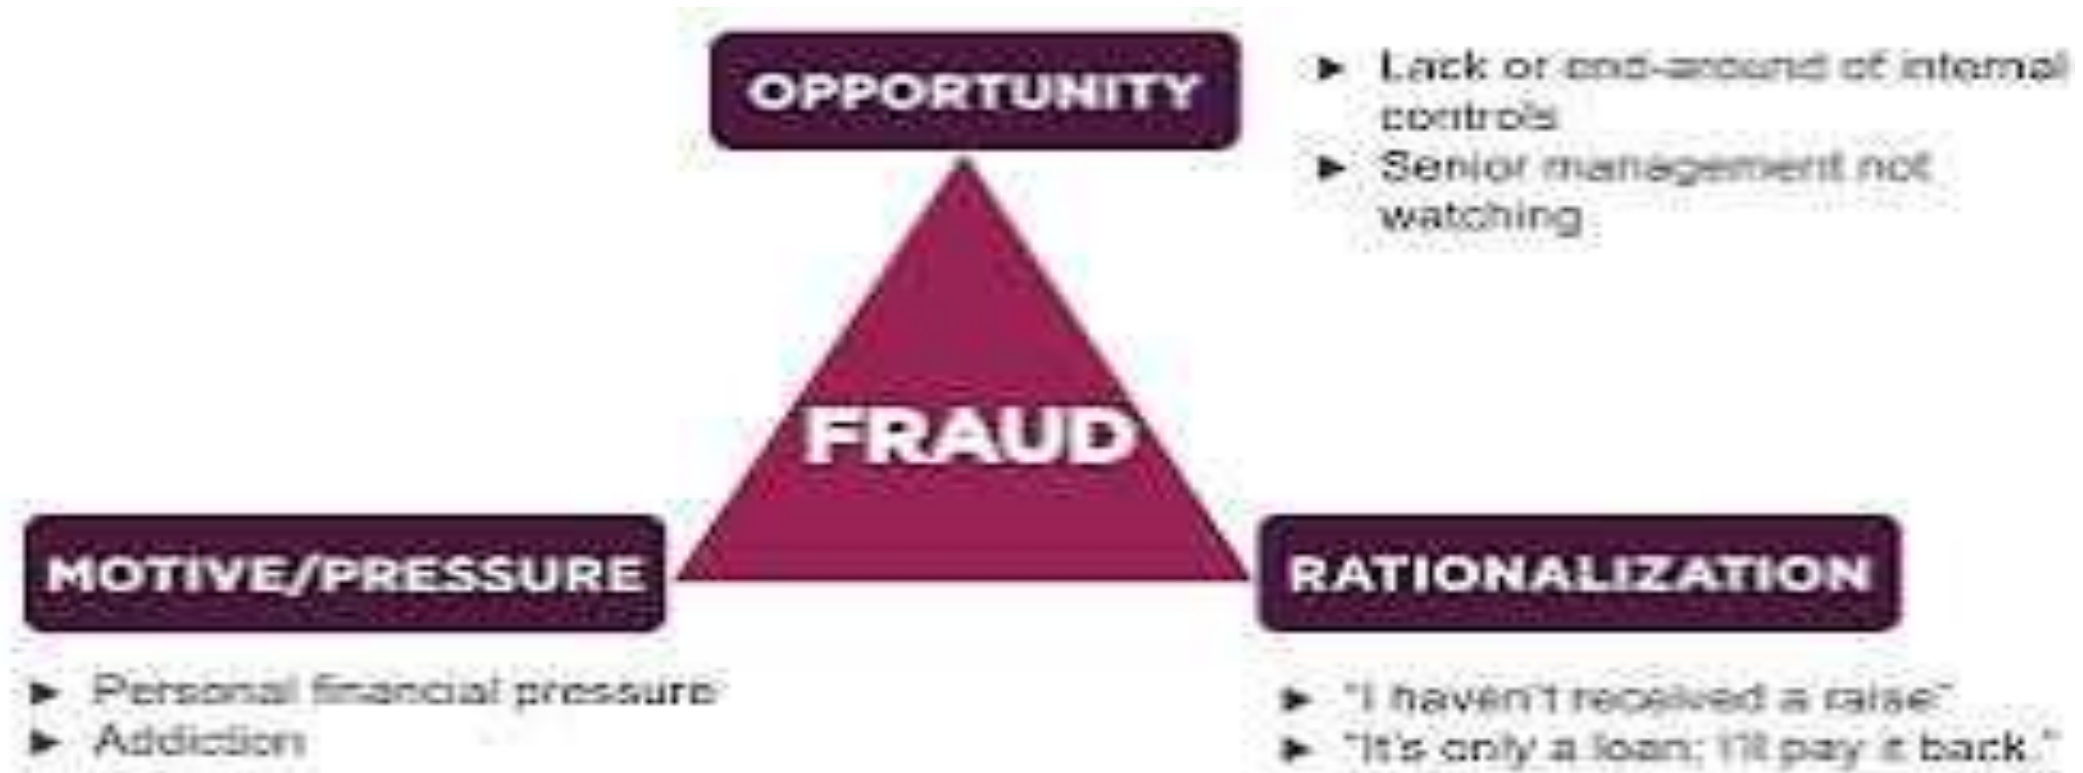 OPPORTUNITY
► Lack or end-around of internal
controls
► Senior management not
watching
FRAUD
MOTIVE/PRESSURE
► Personal financial pressure
► Addiction
RATIONALIZATION
► "I haven't received a raise"
► "It's only a loan; I'll pay it back."